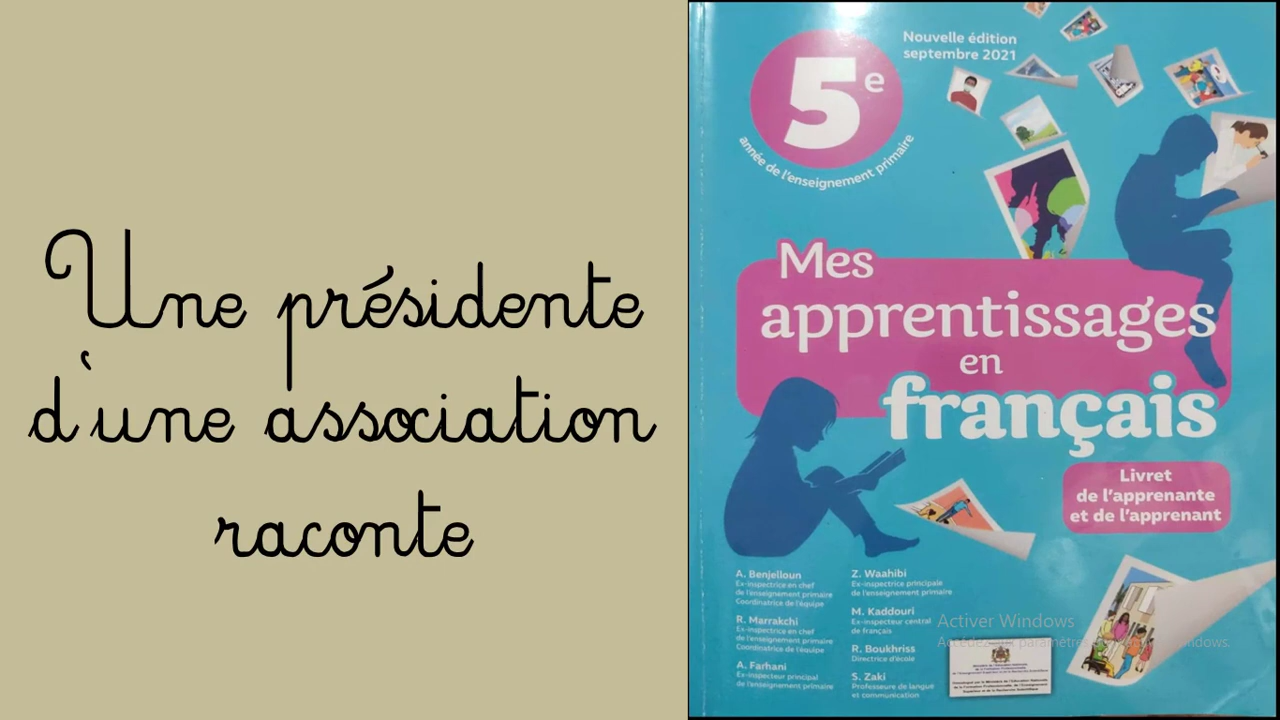 Une présidente
d'une association
raconte
5e
année de l'enseignement primaire
Nouvelle édition
septembre 2021
Mes
apprentissages
en
français
Livret
de l'apprenante
et de l'apprenant
A. Benjelloun
Ex-inspectrice en chef
de l'enseignement primaire
Coordinatrice de l'équipe
R. Marrakchi
Ex-inspectrice en chef
de l'enseignement primaire
Coordinatrice de l'équipe
A. Farhani
Ex-inspecteur principal
de l'enseignement primaire
Z. Waahibi
Ex-inspectrice principale
de l'enseignement primaire
M. Kaddouri
Ex-inspecteur central
de français
R. Boukhriss
Directrice d'école
S. Zaki
Professeure de langue
et communication
Activer Windows